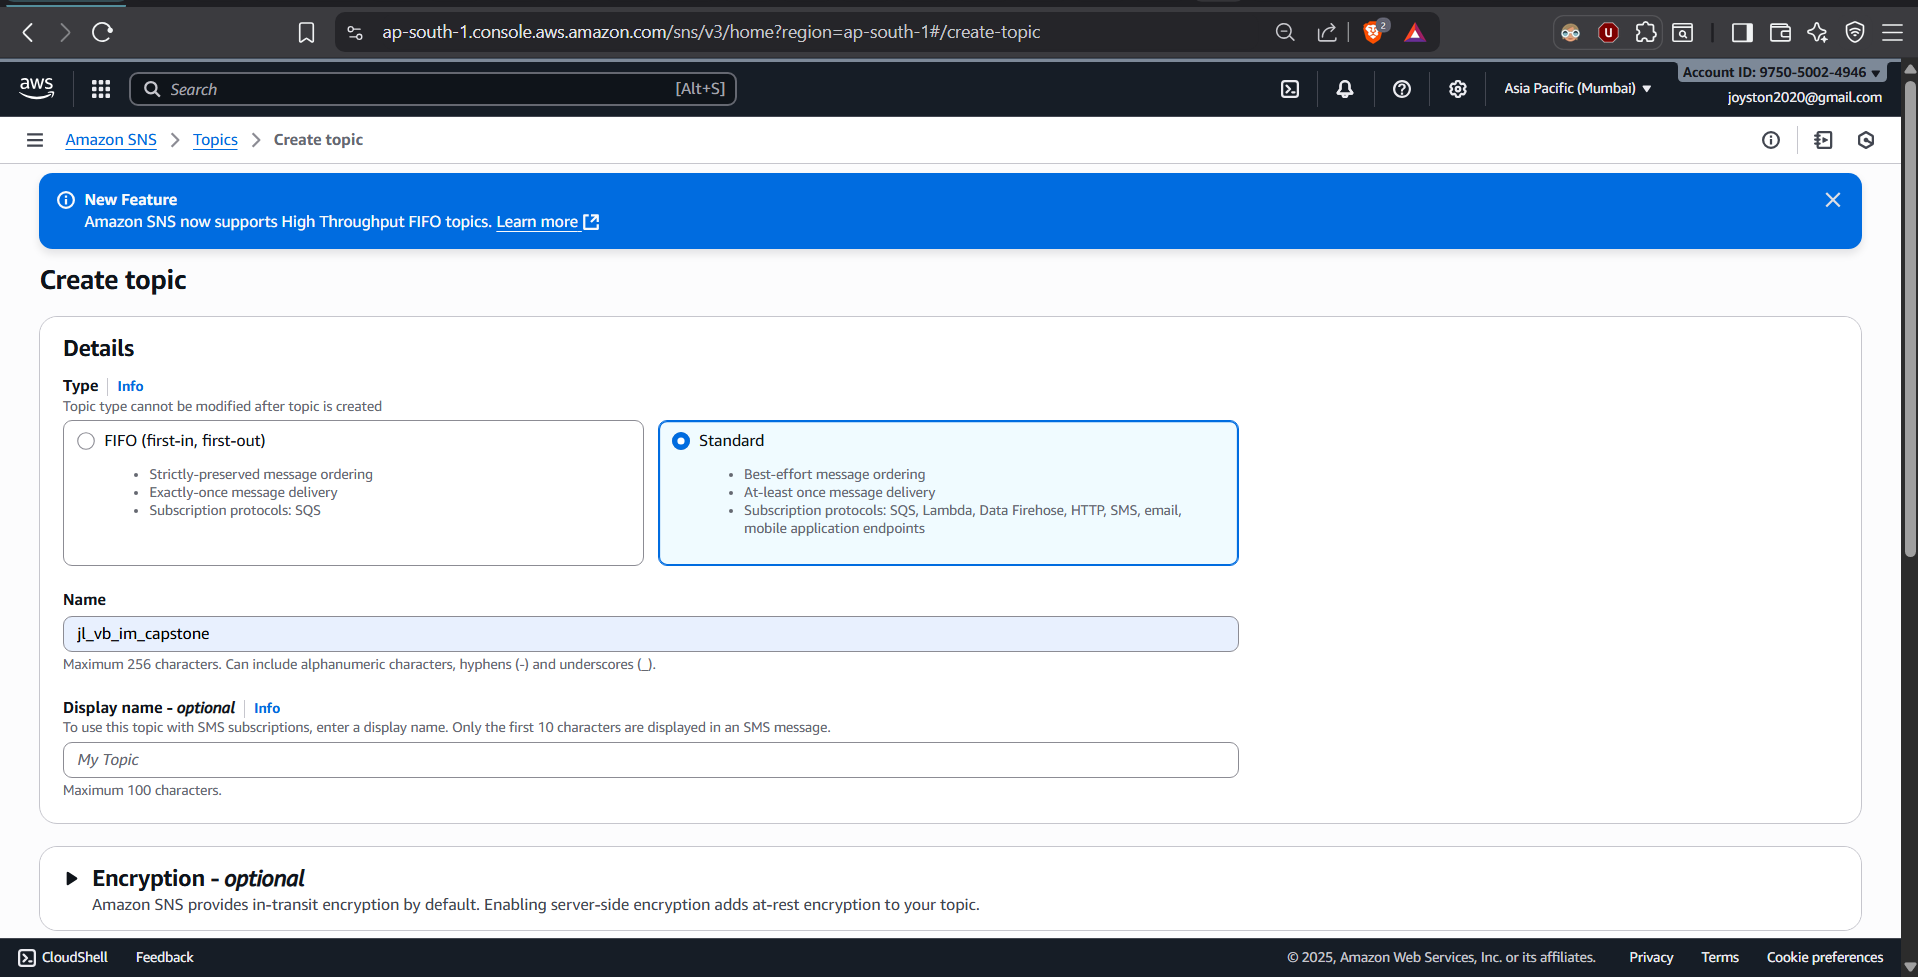 ap-south-1.console.aws.amazon.com/sns/v3/home?region=ap-south-1#/create-topic
2
U
aws
Search [Alt+S]
Asia Pacific (Mumbai)
Account ID: 9750-5002-4946
joyston2020@gmail.com
Amazon SNS
Topics
Create topic
New Feature
Amazon SNS now supports High Throughput FIFO topics. Learn more
Create topic
Details
Type Info
Topic type cannot be modified after topic is created
FIFO (first-in, first-out)
• Strictly-preserved message ordering
• Exactly-once message delivery
• Subscription protocols: SQS
Standard
• Best-effort message ordering
• At-least once message delivery
• Subscription protocols: SQS, Lambda, Data Firehose, HTTP, SMS, email,
mobile application endpoints
Name
jl_vb_im_capstone
Maximum 256 characters. Can include alphanumeric characters, hyphens (-) and underscores (_).
Display name - optional Info
To use this topic with SMS subscriptions, enter a display name. Only the first 10 characters are displayed in an SMS message.
My Topic
Maximum 100 characters.
Encryption - optional
Amazon SNS provides in-transit encryption by default. Enabling server-side encryption adds at-rest encryption to your topic.
CloudShell Feedback © 2025, Amazon Web Services, Inc. or its affiliates. Privacy Terms Cookie preferences